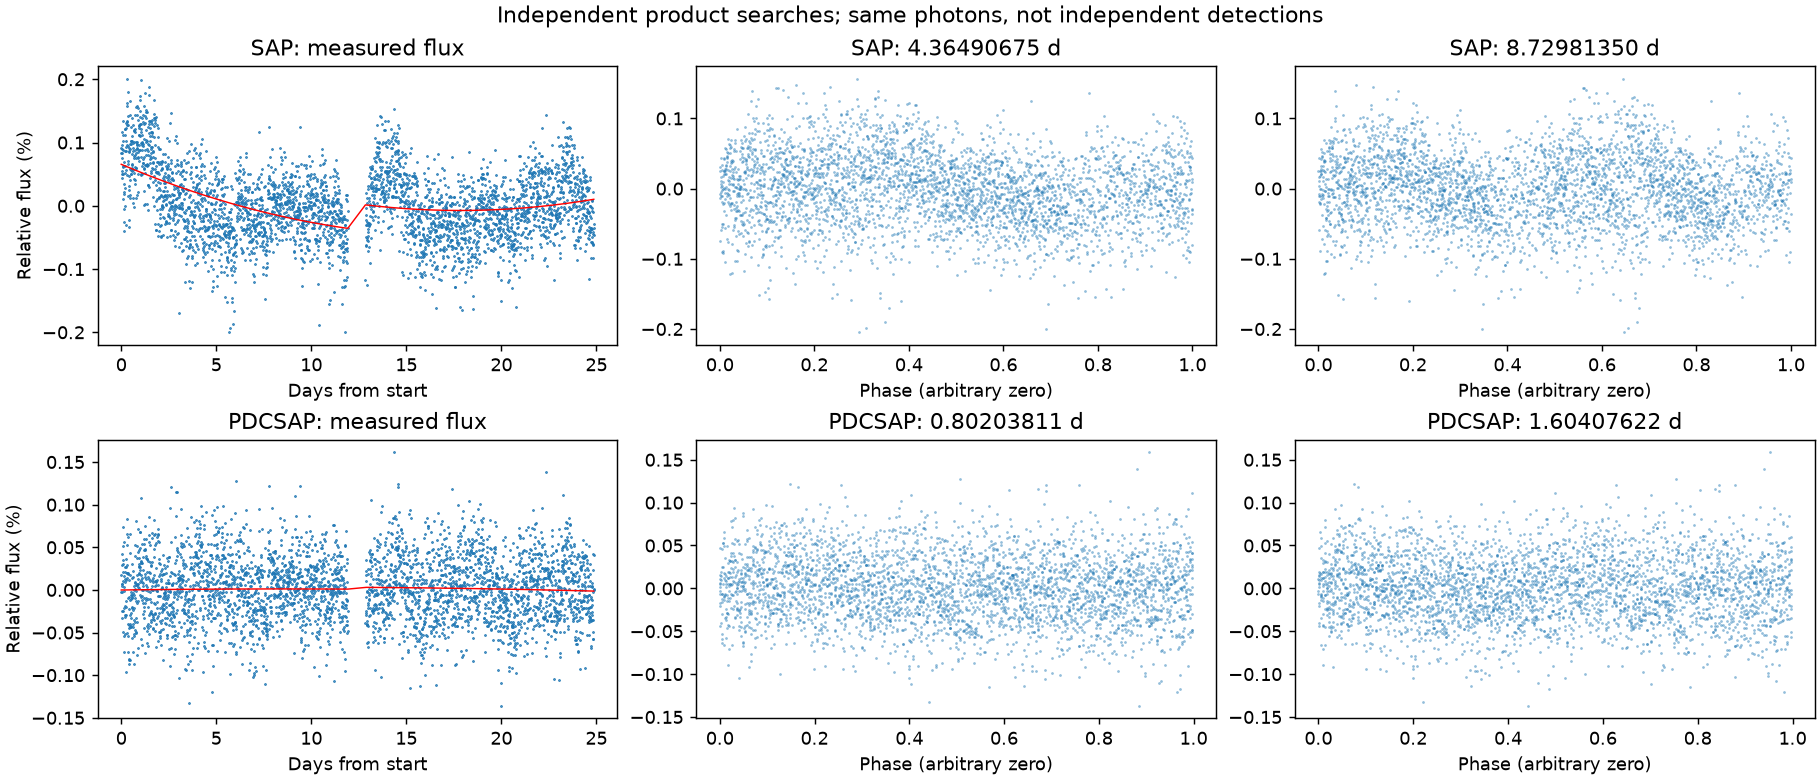 Independent product searches; same photons, not independent detections
SAP: measured flux
SAP: 4.36490675 d
SAP: 8.72981350 d
Relative flux (%)
0.2
0.1
0.0
−0.1
−0.2
0.1
0.0
−0.1
−0.2
0.1
0.0
−0.1
−0.2
0 5 10 15 20 25
0.0 0.2 0.4 0.6 0.8 1.0
0.0 0.2 0.4 0.6 0.8 1.0
Days from start
Phase (arbitrary zero)
Phase (arbitrary zero)
PDCSAP: measured flux
PDCSAP: 0.80203811 d
PDCSAP: 1.60407622 d
Relative flux (%)
0.15
0.10
0.05
0.00
−0.05
−0.10
−0.15
0.15
0.10
0.05
0.00
−0.05
−0.10
−0.15
0.15
0.10
0.05
0.00
−0.05
−0.10
−0.15
0 5 10 15 20 25
0.0 0.2 0.4 0.6 0.8 1.0
0.0 0.2 0.4 0.6 0.8 1.0
Days from start
Phase (arbitrary zero)
Phase (arbitrary zero)